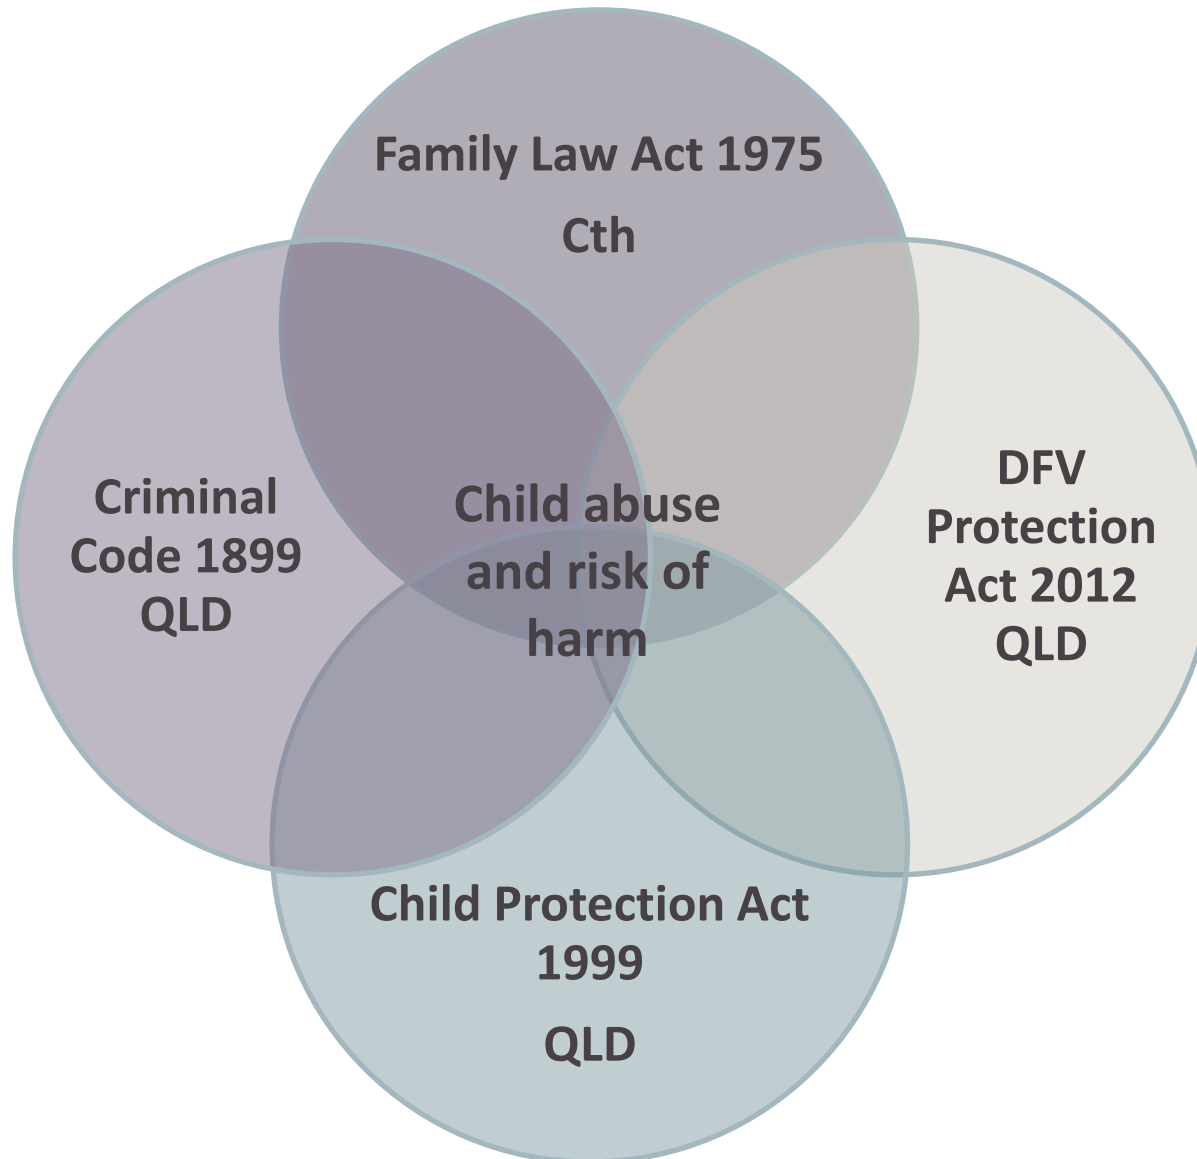 Family Law Act 1975
Cth
Criminal
Code 1899
QLD
Child abuse
and risk of
harm
DFV
Protection
Act 2012
QLD
Child Protection Act
1999
QLD